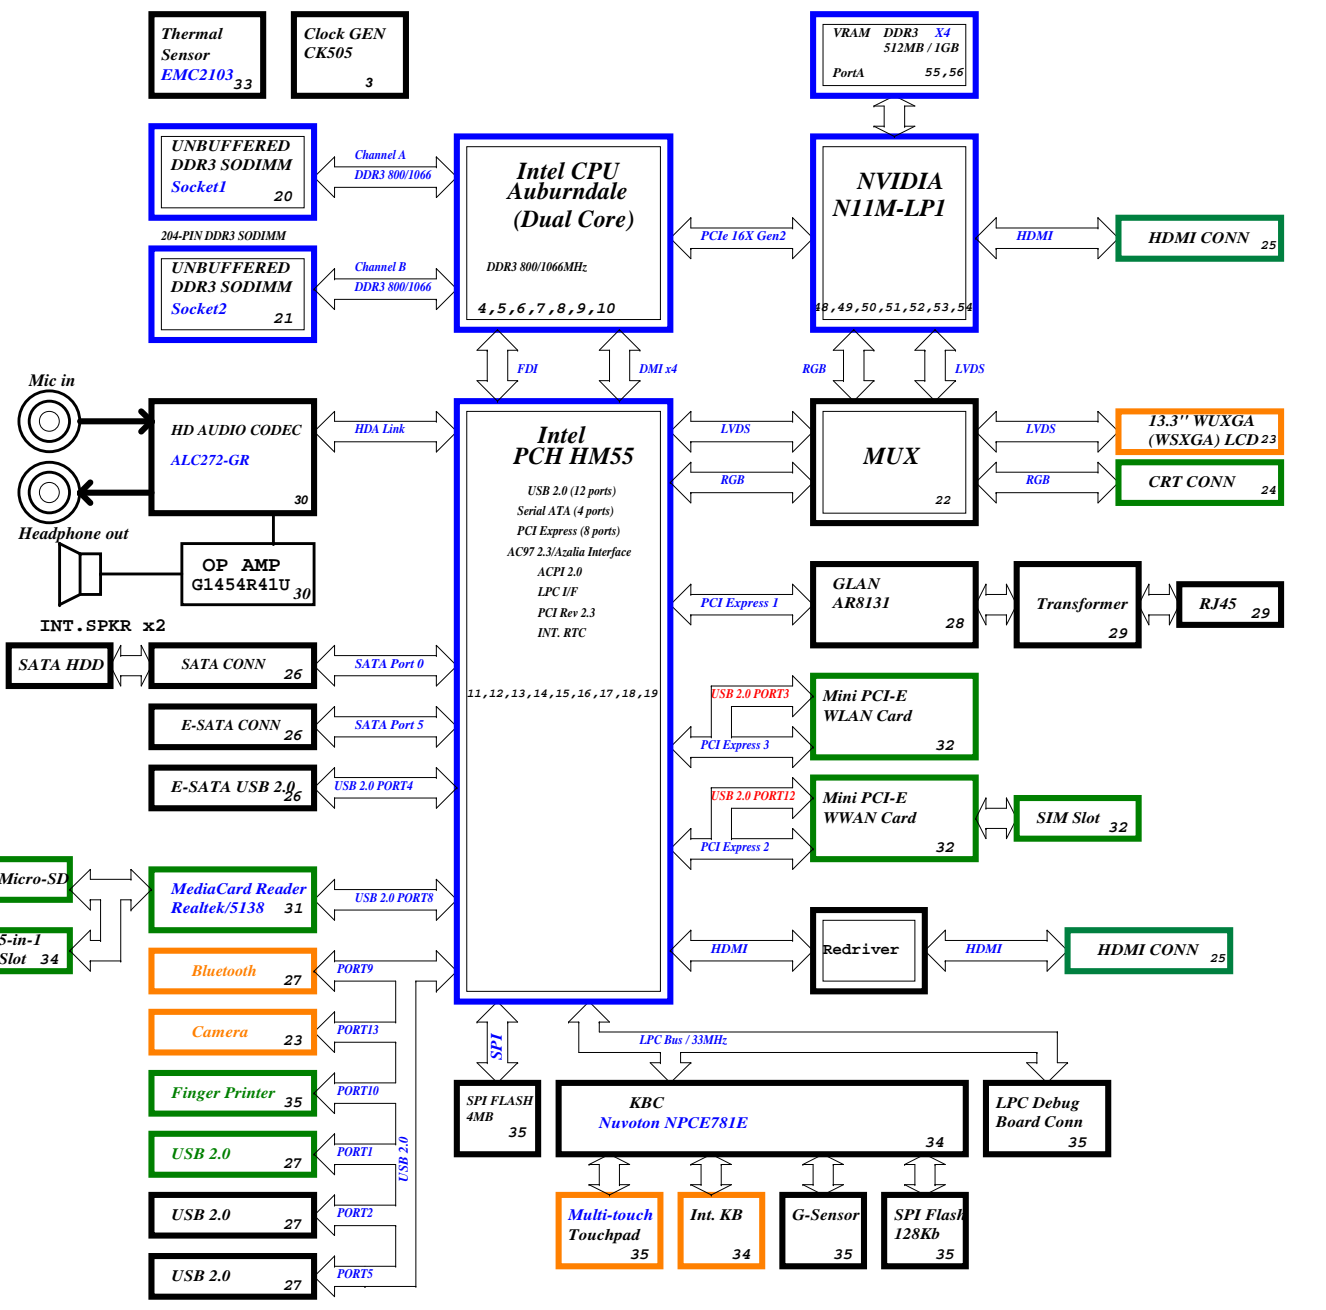 Thermal
Sensor
EMC2103
33
Clock GEN
CK505
3
VRAM DDR3 X4
512MB / 1GB
PortA 55,56
UNBUFFERED
DDR3 SODIMM
Socket1
20
Channel A
DDR3 800/1066
204-PIN DDR3 SODIMM
UNBUFFERED
DDR3 SODIMM
Socket2
21
Channel B
DDR3 800/1066
Intel CPU
Auburndale
(Dual Core)
DDR3 800/1066MHz
4,5,6,7,8,9,10
PCIe 16X Gen2
NVIDIA
N11M-LP1
48,49,50,51,52,53,54
HDMI
HDMI CONN
25
FDI
DMI x4
RGB
LVDS
Mic in
Headphone out
HD AUDIO CODEC
ALC272-GR
30
HDA Link
OP AMP
G1454R41U
30
INT.SPKR x2
Intel
PCH HM55
USB 2.0 (12 ports)
Serial ATA (4 ports)
PCI Express (8 ports)
AC97 2.3/Azalia Interface
ACPI 2.0
LPC I/F
PCI Rev 2.3
INT. RTC
11,12,13,14,15,16,17,18,19
LVDS
RGB
MUX
22
LVDS
RGB
13.3'' WUXGA
(WSXGA) LCD
23
CRT CONN
24
PCI Express 1
GLAN
AR8131
28
Transformer
29
RJ45
29
SATA HDD
SATA CONN
26
SATA Port 0
E-SATA CONN
26
SATA Port 5
E-SATA USB 2.0
26
USB 2.0 PORT4
USB 2.0 PORT3
PCI Express 3
Mini PCI-E
WLAN Card
32
USB 2.0 PORT12
PCI Express 2
Mini PCI-E
WWAN Card
32
SIM Slot
32
Micro-SD
5-in-1
Slot 34
MediaCard Reader
Realtek/5138
31
USB 2.0 PORT8
HDMI
Redriver
HDMI
HDMI CONN
25
Bluetooth
27
PORT9
Camera
23
PORT13
Finger Printer
35
PORT10
USB 2.0
27
PORT1
USB 2.0
27
PORT2
USB 2.0
27
PORT5
USB 2.0
SPI
LPC Bus / 33MHz
SPI FLASH
4MB
35
KBC
Nuvoton NPCE781E
34
LPC Debug
Board Conn
35
Multi-touch
Touchpad
35
Int. KB
34
G-Sensor
35
SPI Flash
128Kb
35